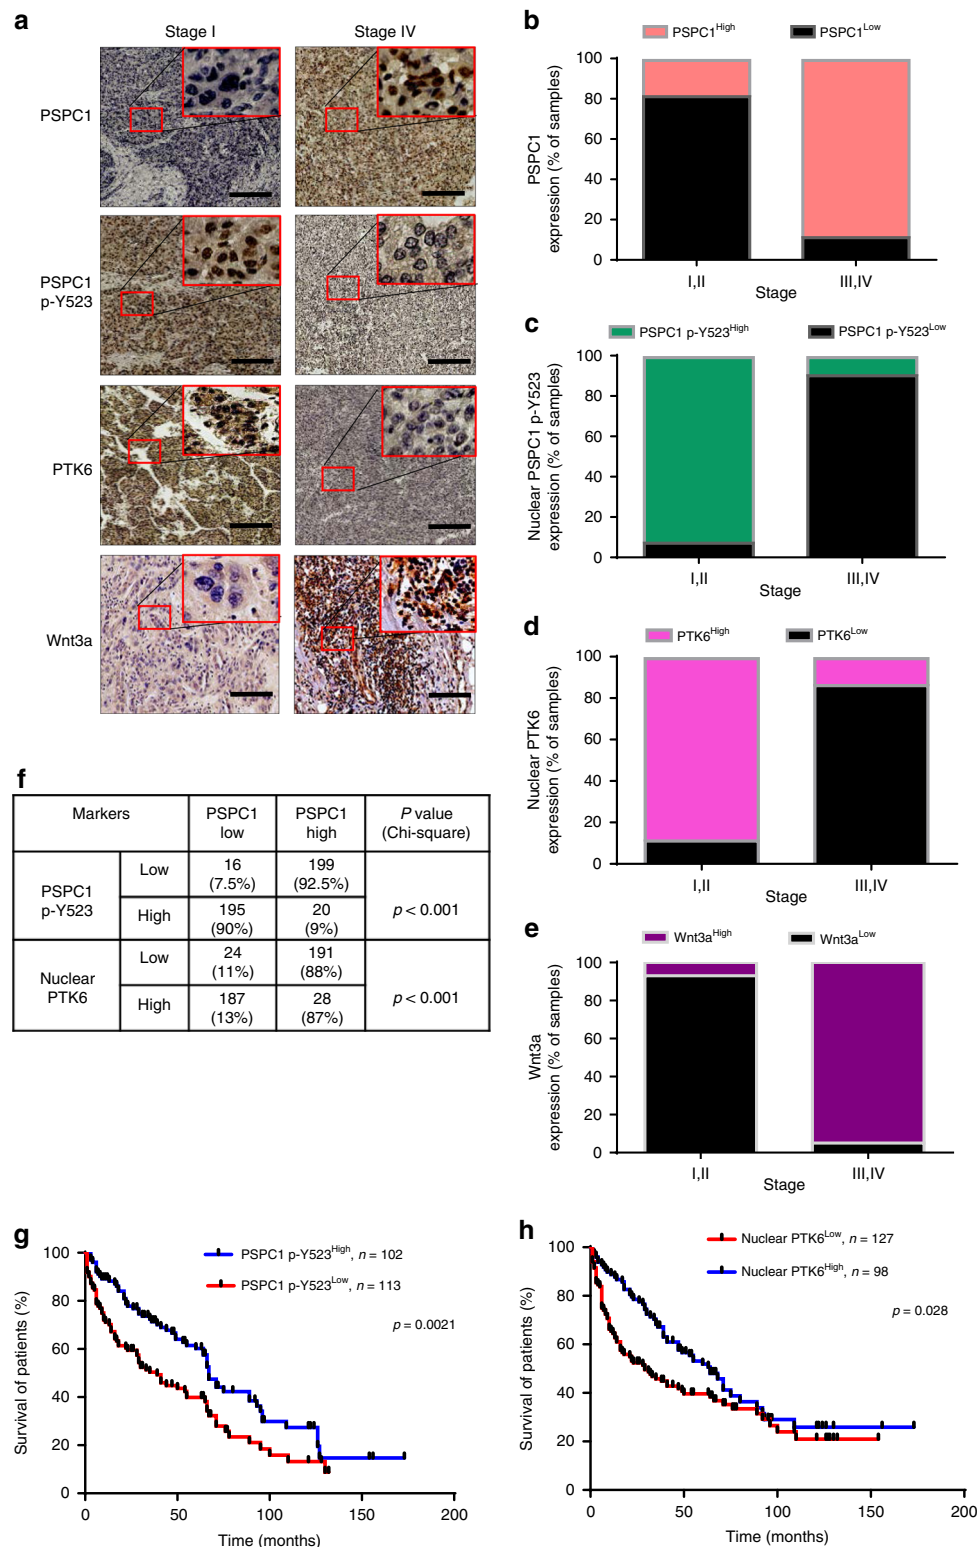 a
Stage I
Stage IV
PSPC1
PSPC1
p-Y523
PTK6
Wnt3a
b
PSPC1High
PSPC1Low
PSPC1
expression (% of samples)
100
80
60
40
20
0
I,II
III,IV
Stage
c
PSPC1 p-Y523High
PSPC1 p-Y523Low
Nuclear PSPC1 p-Y523
expression (% of samples)
100
80
60
40
20
0
I,II
III,IV
Stage
d
PTK6High
PTK6Low
Nuclear PTK6
expression (% of samples)
100
80
60
40
20
0
I,II
III,IV
Stage
e
Wnt3aHigh
Wnt3aLow
Wnt3a
expression (% of samples)
100
80
60
40
20
0
I,II
III,IV
Stage
f
Markers
PSPC1
low
PSPC1
high
P value
(Chi-square)
PSPC1
p-Y523
Low
16
(7.5%)
199
(92.5%)
p < 0.001
High
195
(90%)
20
(9%)
Nuclear
PTK6
Low
24
(11%)
191
(88%)
p < 0.001
High
187
(13%)
28
(87%)
g
PSPC1 p-Y523High, n = 102
PSPC1 p-Y523Low, n = 113
p = 0.0021
Survival of patients (%)
100
80
60
40
20
0
0
50
100
150
200
Time (months)
h
Nuclear PTK6Low, n = 127
Nuclear PTK6High, n = 98
p = 0.028
Survival of patients (%)
100
80
60
40
20
0
0
50
100
150
200
Time (months)